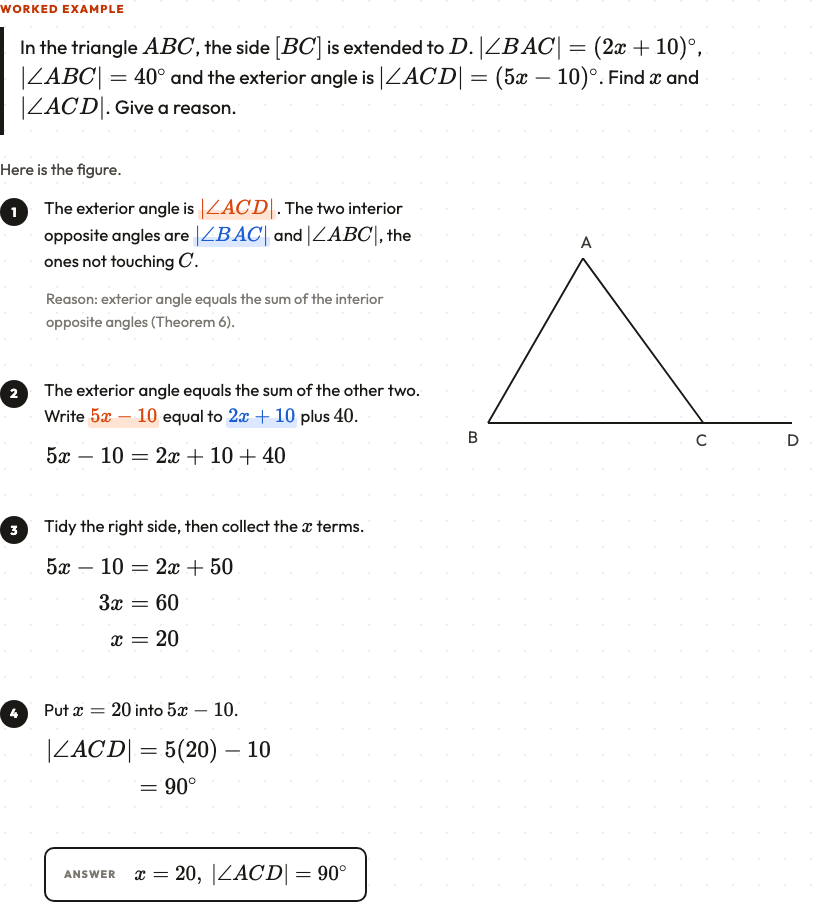 WORKED EXAMPLE
In the triangle ABC, the side [BC] is extended to D. |∠BAC| = (2x + 10)°,
|∠ABC| = 40° and the exterior angle is |∠ACD| = (5x − 10)°. Find x and
|∠ACD|. Give a reason.
Here is the figure.
1 The exterior angle is |∠ACD|. The two interior
opposite angles are |∠BAC| and |∠ABC|, the
ones not touching C.
Reason: exterior angle equals the sum of the interior
opposite angles (Theorem 6).
2 The exterior angle equals the sum of the other two.
Write 5x − 10 equal to 2x + 10 plus 40.
5x − 10 = 2x + 10 + 40
3 Tidy the right side, then collect the x terms.
5x − 10 = 2x + 50
3x = 60
x = 20
4 Put x = 20 into 5x − 10.
|∠ACD| = 5(20) − 10
= 90°
ANSWER x = 20, |∠ACD| = 90°
A
B
C
D